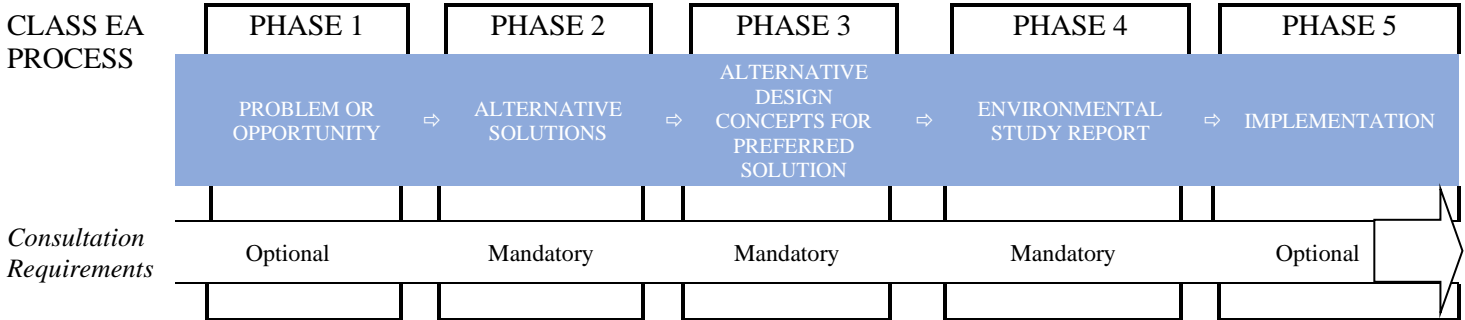 CLASS EA
PROCESS
PHASE 1
PHASE 2
PHASE 3
PHASE 4
PHASE 5
PROBLEM OR
OPPORTUNITY
⇨
ALTERNATIVE
SOLUTIONS
⇨
ALTERNATIVE
DESIGN
CONCEPTS FOR
PREFERRED
SOLUTION
⇨
ENVIRONMENTAL
STUDY REPORT
⇨
IMPLEMENTATION
Consultation
Requirements
Optional
Mandatory
Mandatory
Mandatory
Optional